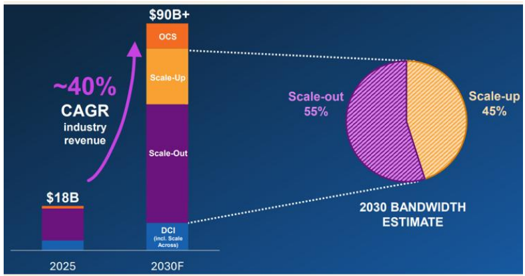 $90B+
OCS
Scale-Up
~40%
CAGR
industry
revenue
Scale-Out
$18B
DCI
(incl. Scale
Across)
2025
2030F
Scale-out
55%
Scale-up
45%
2030 BANDWIDTH
ESTIMATE